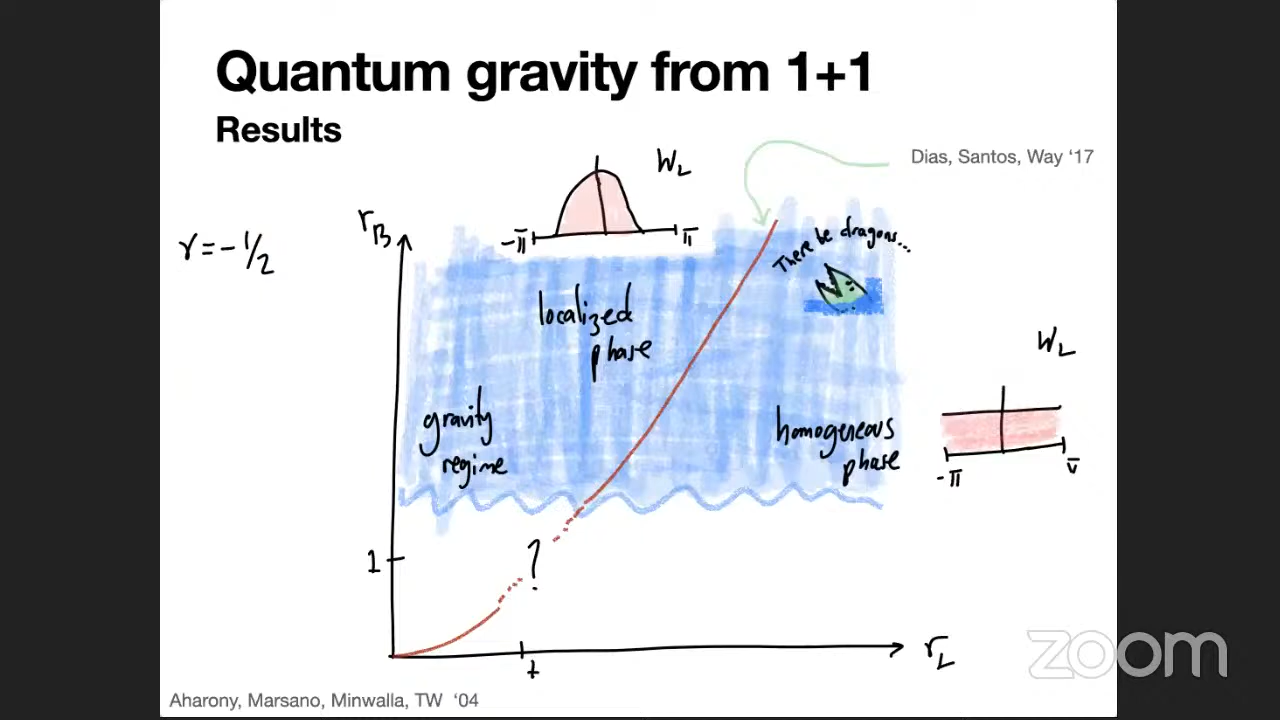 Quantum gravity from 1+1
Results
Dias, Santos, Way '17
W_L
-π π
r_B
γ = -1/2
There be dragons...
localized
phase
W_L
gravity
regime
homogeneous
phase
-π π
1
?
1
r_L
zoom
Aharony, Marsano, Minwalla, TW '04